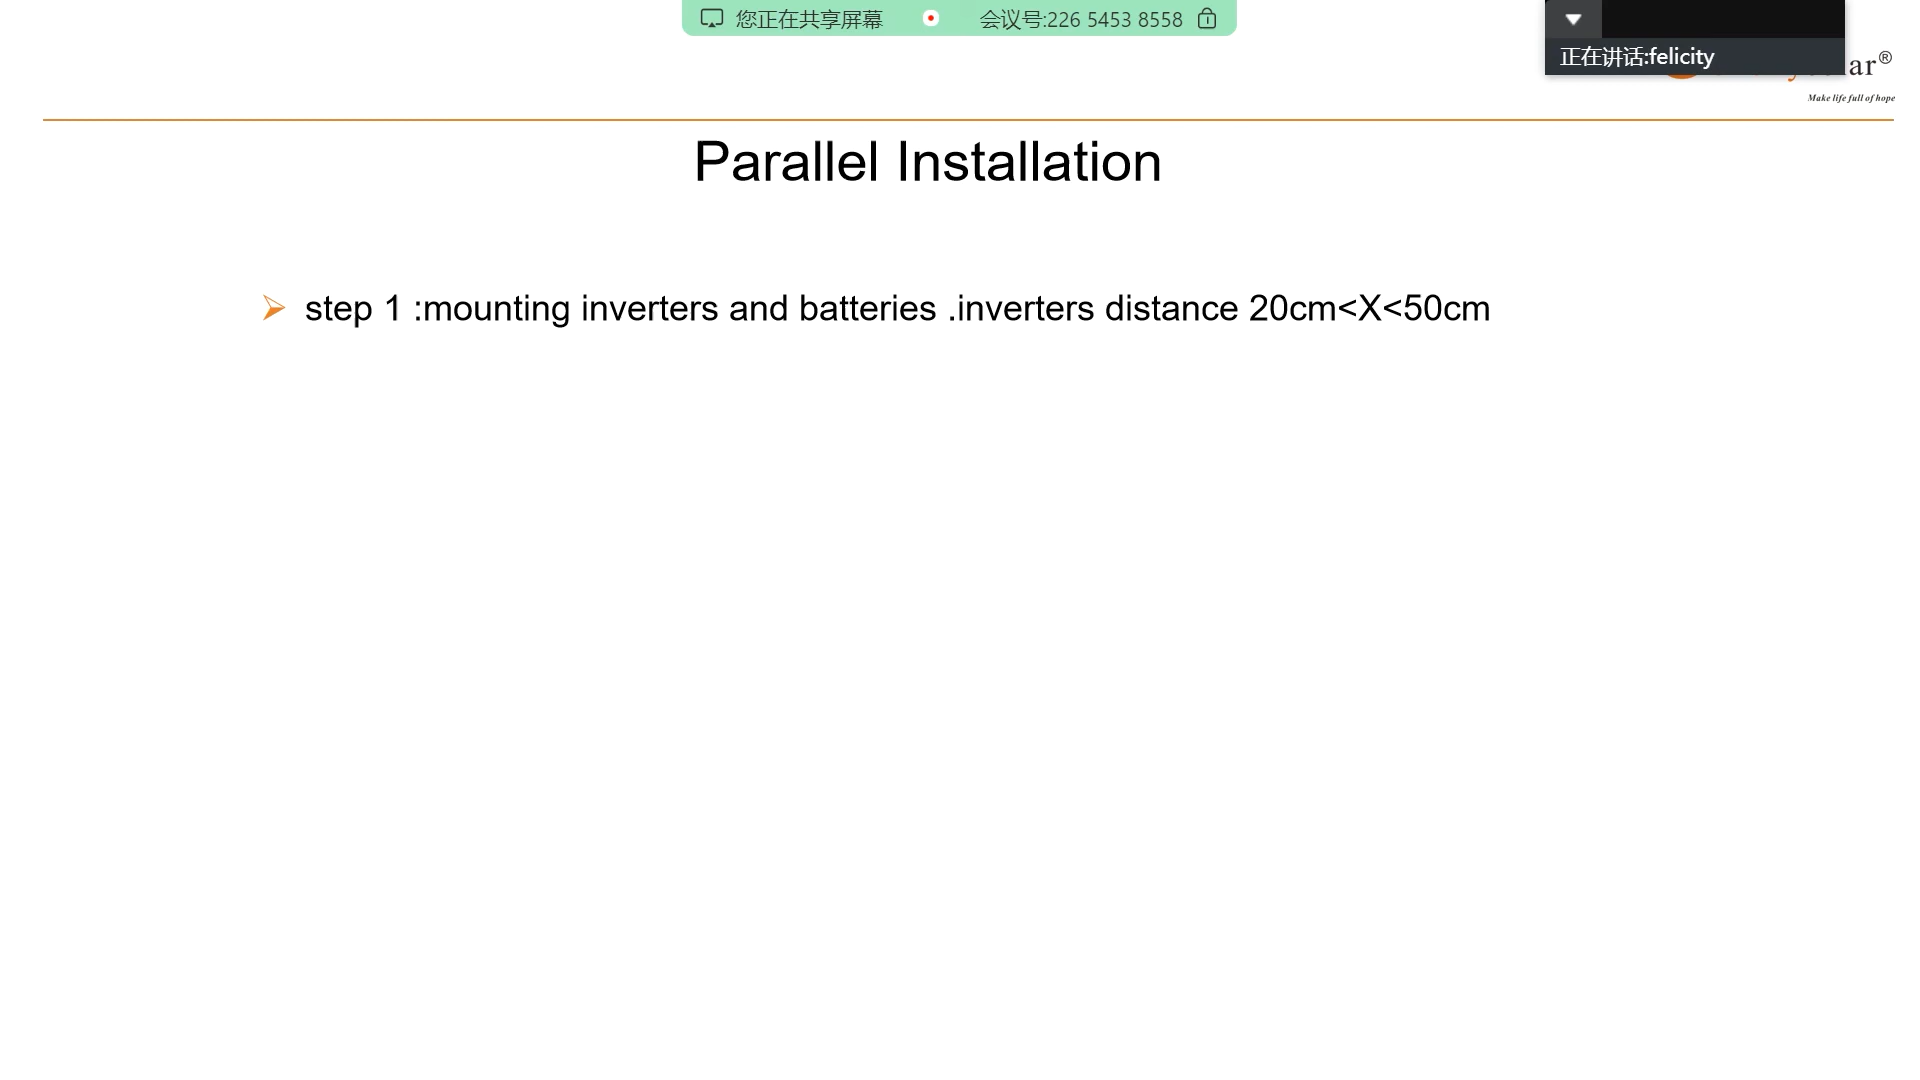 您正在共享屏幕
会议号:226 5453 8558
正在讲话:felicity
ar®
Make life full of hope
Parallel Installation
step 1 :mounting inverters and batteries .inverters distance 20cm<X<50cm